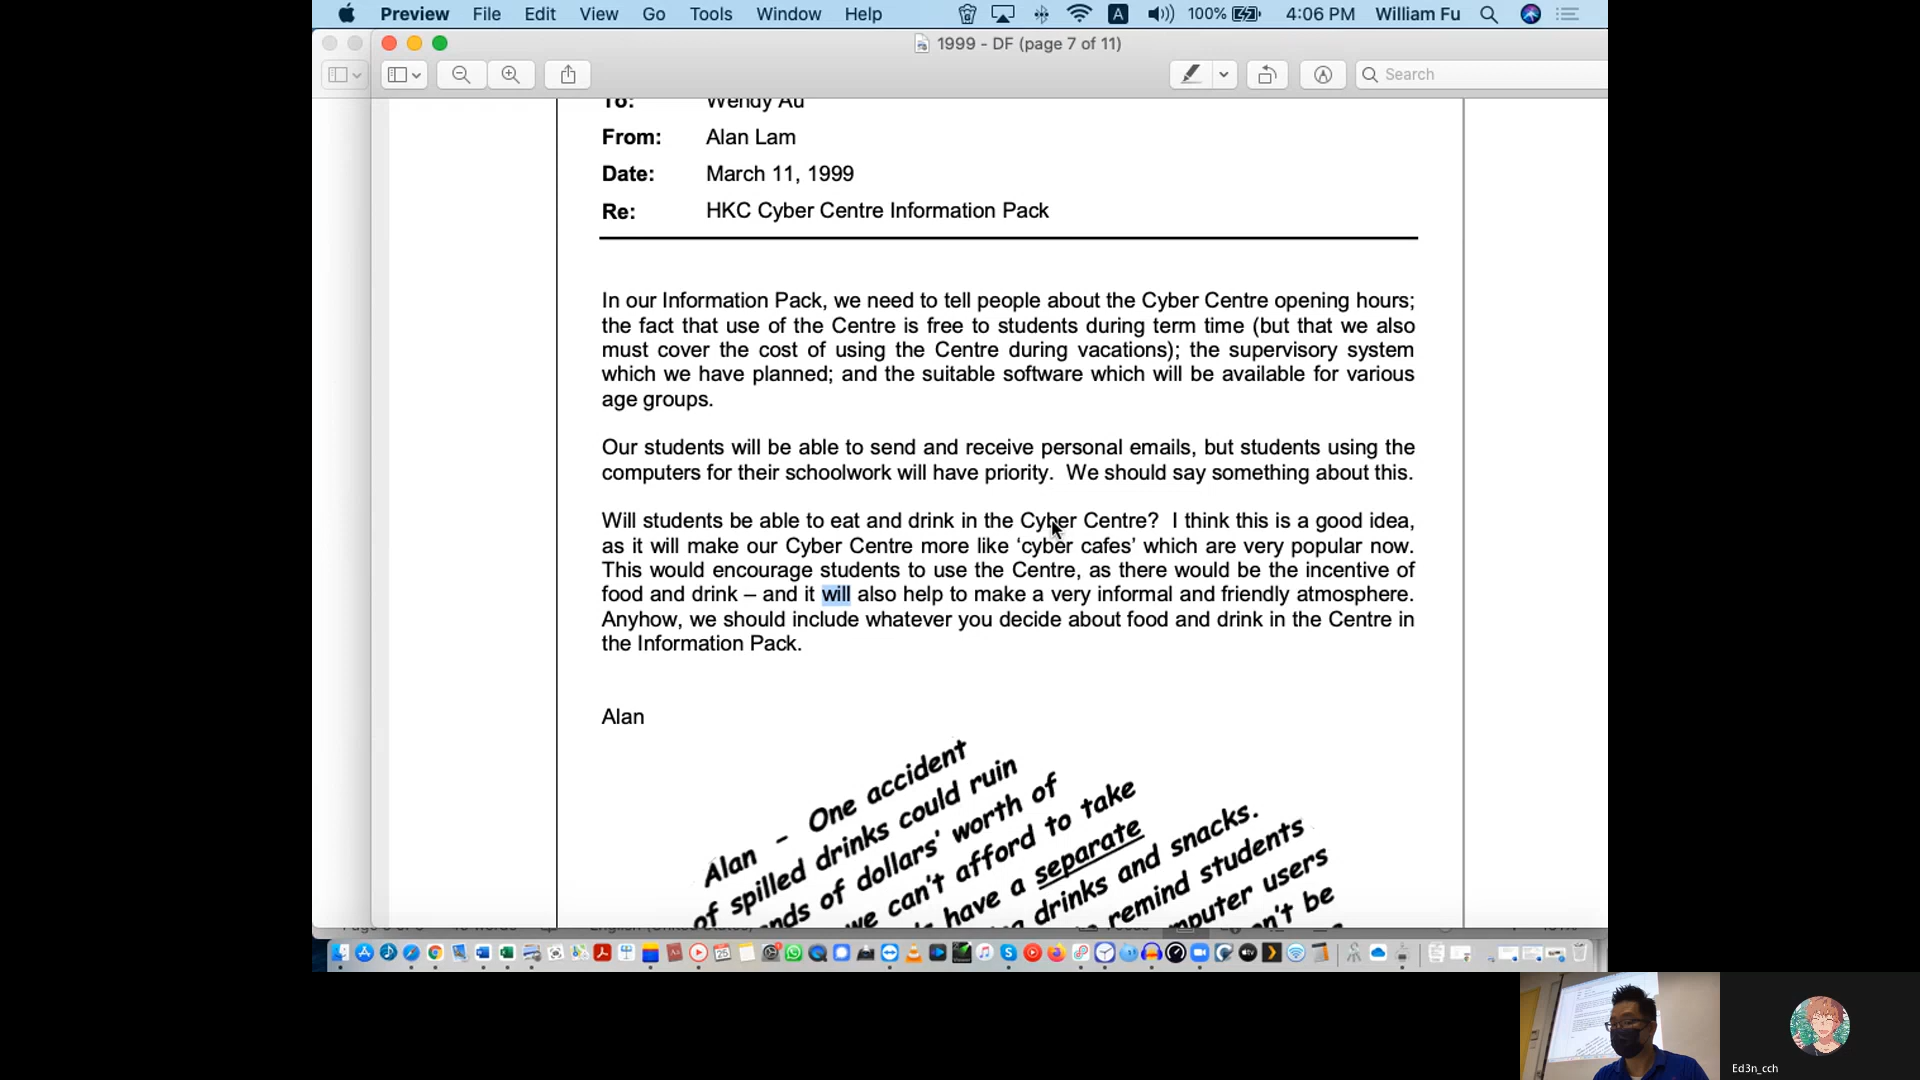 Preview File Edit View Go Tools Window Help 100% 4:06 PM William Fu
1999 - DF (page 7 of 11)
Search
To: Wendy Au
From: Alan Lam
Date: March 11, 1999
Re: HKC Cyber Centre Information Pack
In our Information Pack, we need to tell people about the Cyber Centre opening hours;
the fact that use of the Centre is free to students during term time (but that we also
must cover the cost of using the Centre during vacations); the supervisory system
which we have planned; and the suitable software which will be available for various
age groups.
Our students will be able to send and receive personal emails, but students using the
computers for their schoolwork will have priority. We should say something about this.
Will students be able to eat and drink in the Cyber Centre? I think this is a good idea,
as it will make our Cyber Centre more like ‘cyber cafes’ which are very popular now.
This would encourage students to use the Centre, as there would be the incentive of
food and drink – and it will also help to make a very informal and friendly atmosphere.
Anyhow, we should include whatever you decide about food and drink in the Centre in
the Information Pack.
Alan
Alan - One accident
of spilled drinks could ruin
of dollars' worth of
we can't afford to take
have a separate
drinks and snacks.
remind students
users
be
Ed3n_cch